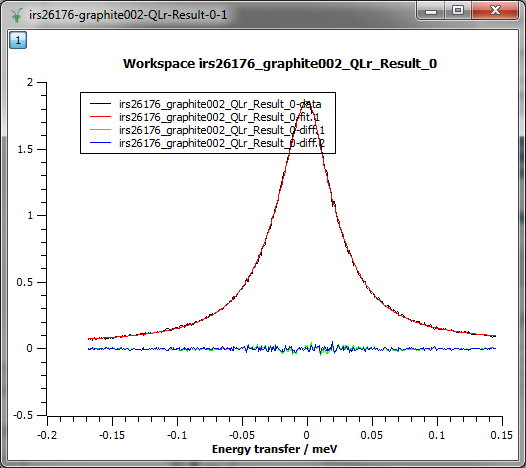 irs26176-graphite002-QLr-Result-0-1
1
Workspace irs26176_graphite002_QLr_Result_0
irs26176_graphite002_QLr_Result_0-data
irs26176_graphite002_QLr_Result_0-fit.1
irs26176_graphite002_QLr_Result_0-diff.1
irs26176_graphite002_QLr_Result_0-diff.2
2
1.5
1
0.5
0
-0.5
-0.2 -0.15 -0.1 -0.05 0 0.05 0.1 0.15
Energy transfer / meV